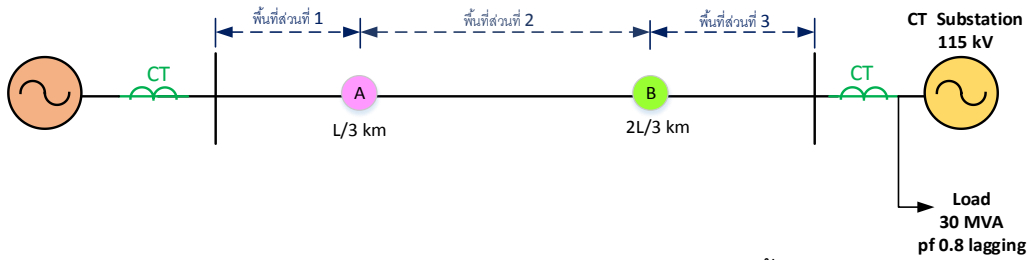 พื้นที่ส่วนที่ 1
พื้นที่ส่วนที่ 2
พื้นที่ส่วนที่ 3
CT Substation
115 kV
CT
CT
A
B
L/3 km
2L/3 km
Load
30 MVA
pf 0.8 lagging